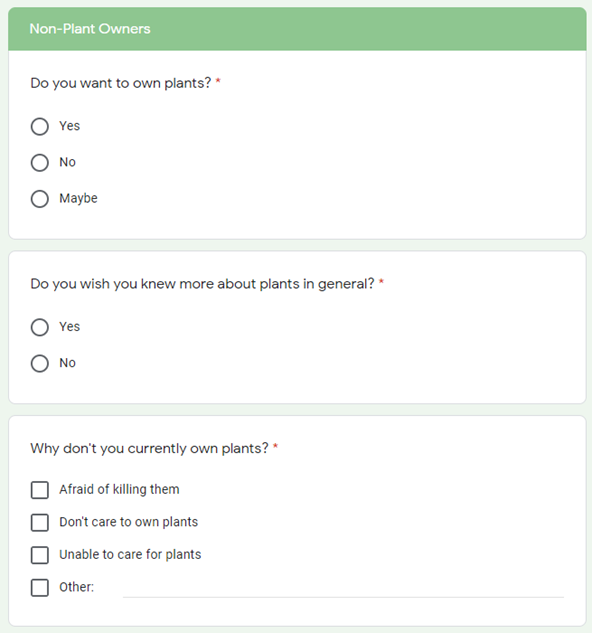 Non-Plant Owners
Do you want to own plants? *
Yes
No
Maybe
Do you wish you knew more about plants in general? *
Yes
No
Why don't you currently own plants? *
Afraid of killing them
Don't care to own plants
Unable to care for plants
Other: